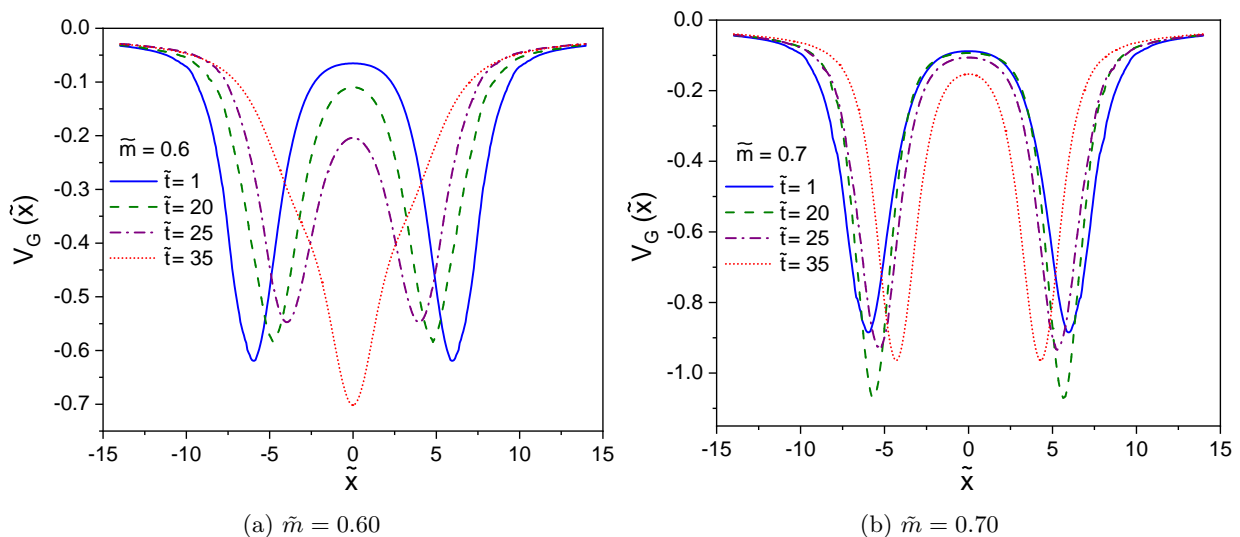 0.0
-0.1
-0.2
-0.3
-0.4
-0.5
-0.6
-0.7
V_G (x̃)
m̃ = 0.6
t̃ = 1
t̃ = 20
t̃ = 25
t̃ = 35
-15 -10 -5 0 5 10 15
x̃
(a) m̃ = 0.60
0.0
-0.2
-0.4
-0.6
-0.8
-1.0
V_G (x̃)
m̃ = 0.7
t̃ = 1
t̃ = 20
t̃ = 25
t̃ = 35
-15 -10 -5 0 5 10 15
x̃
(b) m̃ = 0.70